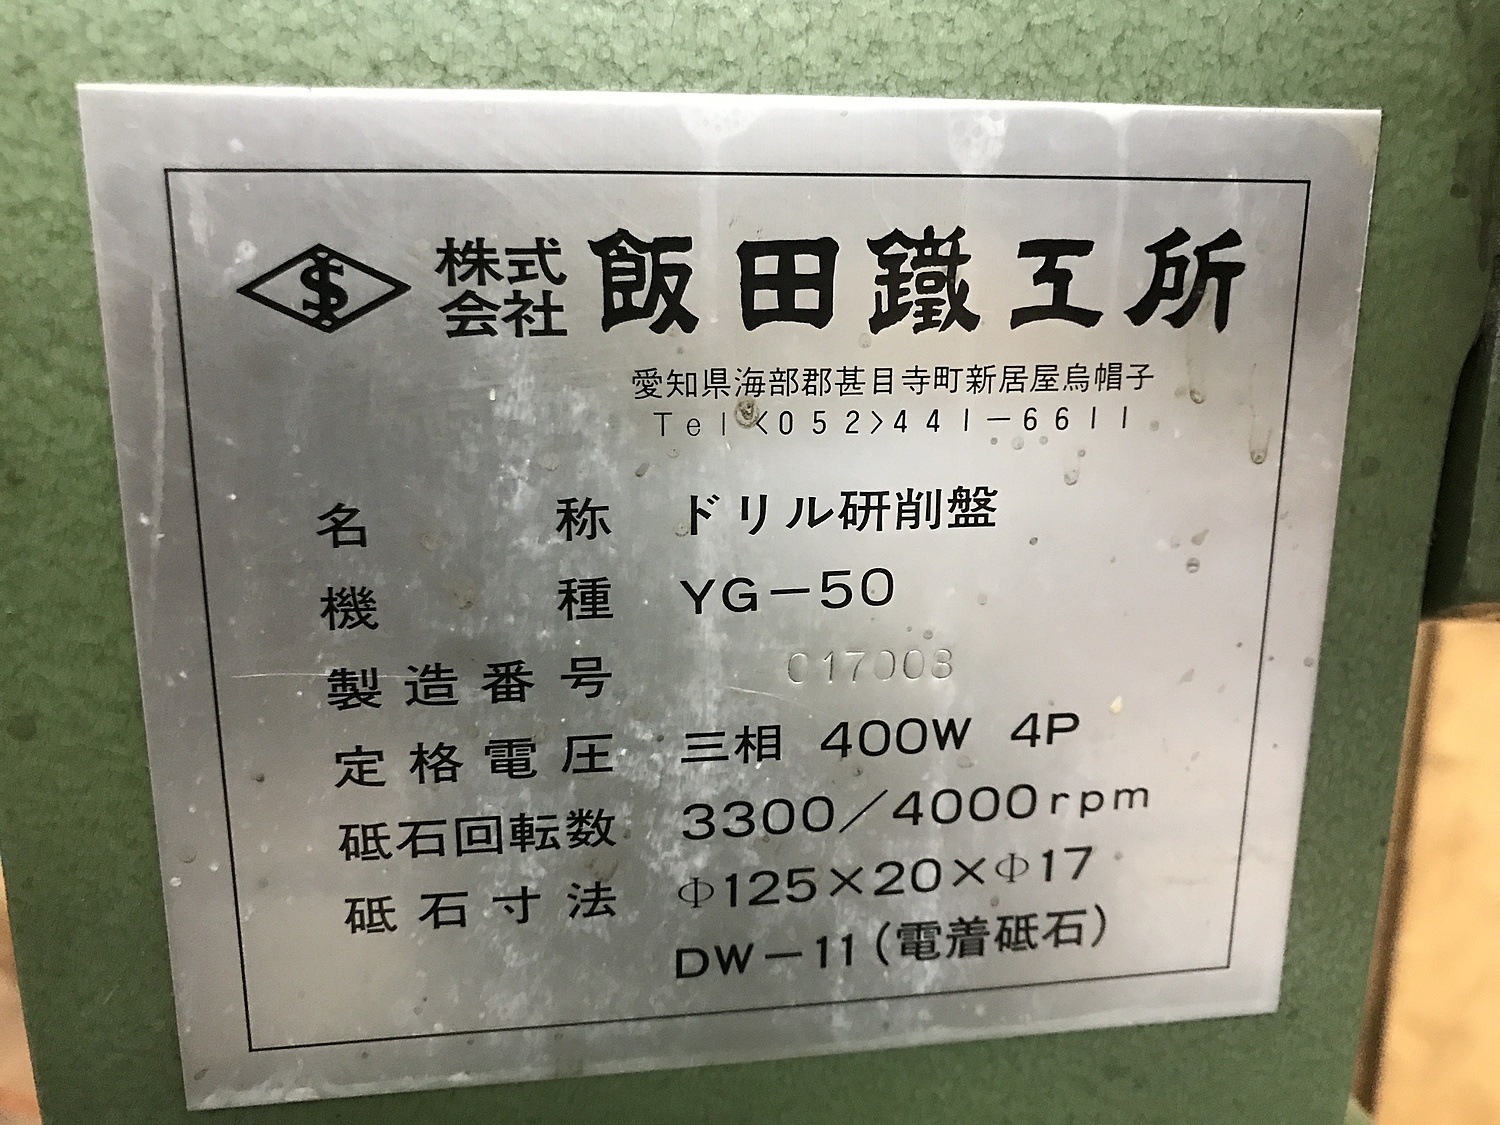 株式会社 飯田鐵工所
愛知県海部郡甚目寺町新居屋烏帽子
Tel<052>441-6611
名称 ドリル研削盤
機種 YG-50
製造番号 017008
定格電圧 三相 400W 4P
砥石回転数 3300/4000rpm
砥石寸法 Φ125×20×Φ17
DW-11(電着砥石)